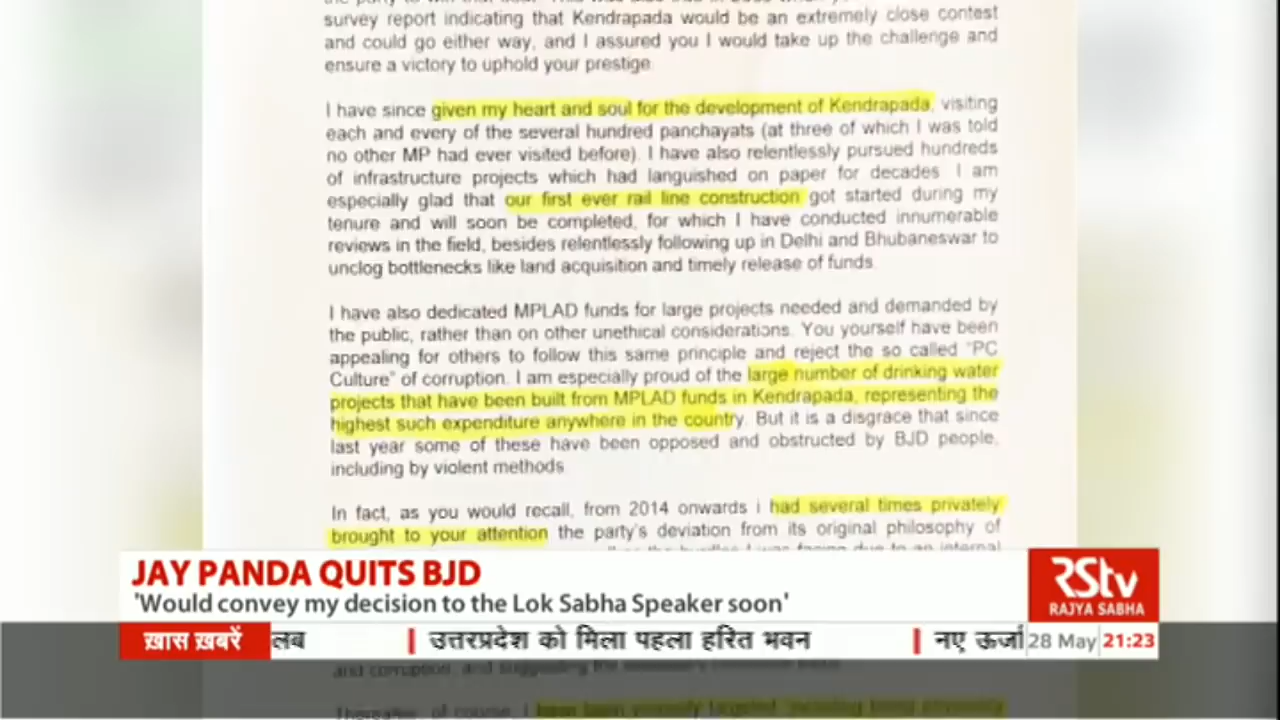 survey report indicating that Kendrapada would be an extremely close contest
and could go either way, and I assured you I would take up the challenge and
ensure a victory to uphold your prestige.
I have since given my heart and soul for the development of Kendrapada, visiting
each and every of the several hundred panchayats (at three of which I was told
no other MP had ever visited before). I have also relentlessly pursued hundreds
of infrastructure projects which had languished on paper for decades. I am
especially glad that our first ever rail line construction got started during my
tenure and will soon be completed, for which I have conducted innumerable
reviews in the field, besides relentlessly following up in Delhi and Bhubaneswar to
unclog bottlenecks like land acquisition and timely release of funds.
I have also dedicated MPLAD funds for large projects needed and demanded by
the public, rather than on other unethical considerations. You yourself have been
appealing for others to follow this same principle and reject the so called "PC
Culture" of corruption. I am especially proud of the large number of drinking water
projects that have been built from MPLAD funds in Kendrapada, representing the
highest such expenditure anywhere in the country. But it is a disgrace that since
last year some of these have been opposed and obstructed by BJD people,
including by violent methods.
In fact, as you would recall, from 2014 onwards i had several times privately
brought to your attention the party's deviation from its original philosophy of
JAY PANDA QUITS BJD
'Would convey my decision to the Lok Sabha Speaker soon'
RStv
RAJYA SABHA
ख़ास ख़बरें लब | उत्तरप्रदेश को मिला पहला हरित भवन | नए ऊर्जा 28 May 21:23
and corruption, and suggesting